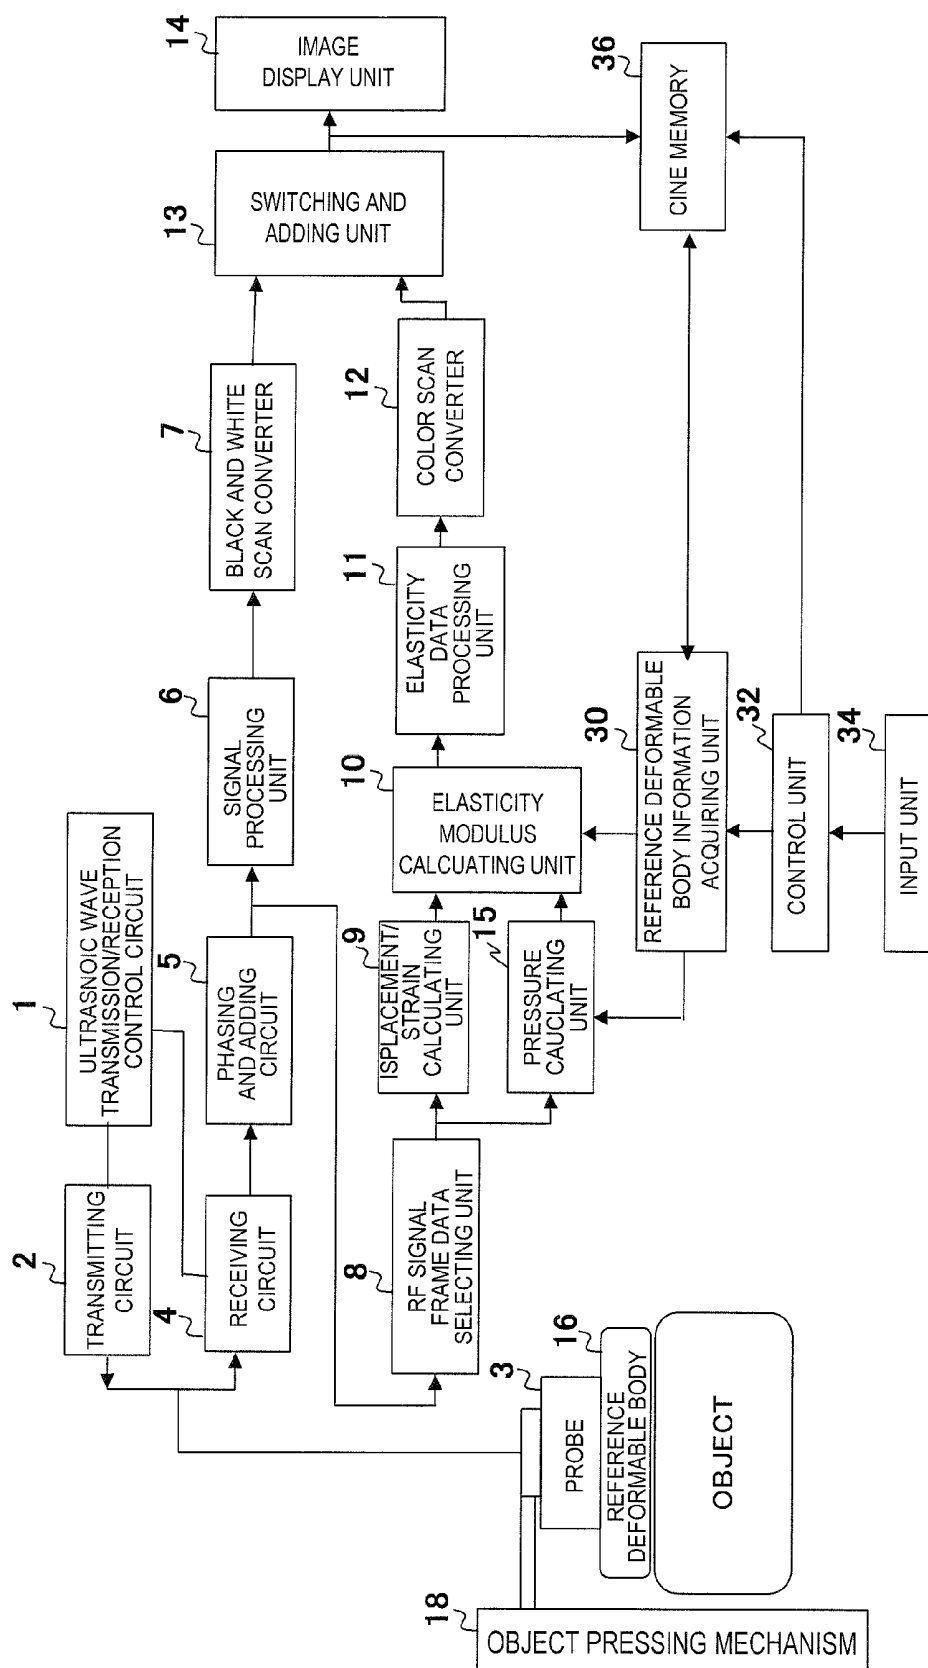 1
ULTRASNOIC WAVE
TRANSMISSION/RECEPTION
CONTROL CIRCUIT
2
TRANSMITTING
CIRCUIT
4
RECEIVING
CIRCUIT
5
PHASING
AND ADDING
CIRCUIT
6
SIGNAL
PROCESSING
UNIT
7
BLACK AND WHITE
SCAN CONVERTER
13
SWITCHING AND
ADDING UNIT
14
IMAGE
DISPLAY UNIT
8
RF SIGNAL
FRAME DATA
SELECTING UNIT
9
ISPLACEMENT/
STRAIN
CALCULATING
UNIT
15
PRESSURE
CAUCLATING
UNIT
10
ELASTICITY
MODULUS
CALCUATING UNIT
11
ELASTICITY
DATA
PROCESSING
UNIT
12
COLOR SCAN
CONVERTER
18
OBJECT PRESSING MECHANISM
3
PROBE
16
REFERENCE
DEFORMABLE BODY
OBJECT
30
REFERENCE DEFORMABLE
BODY INFORMATION
ACQUIRING UNIT
32
CONTROL UNIT
34
INPUT UNIT
36
CINE MEMORY